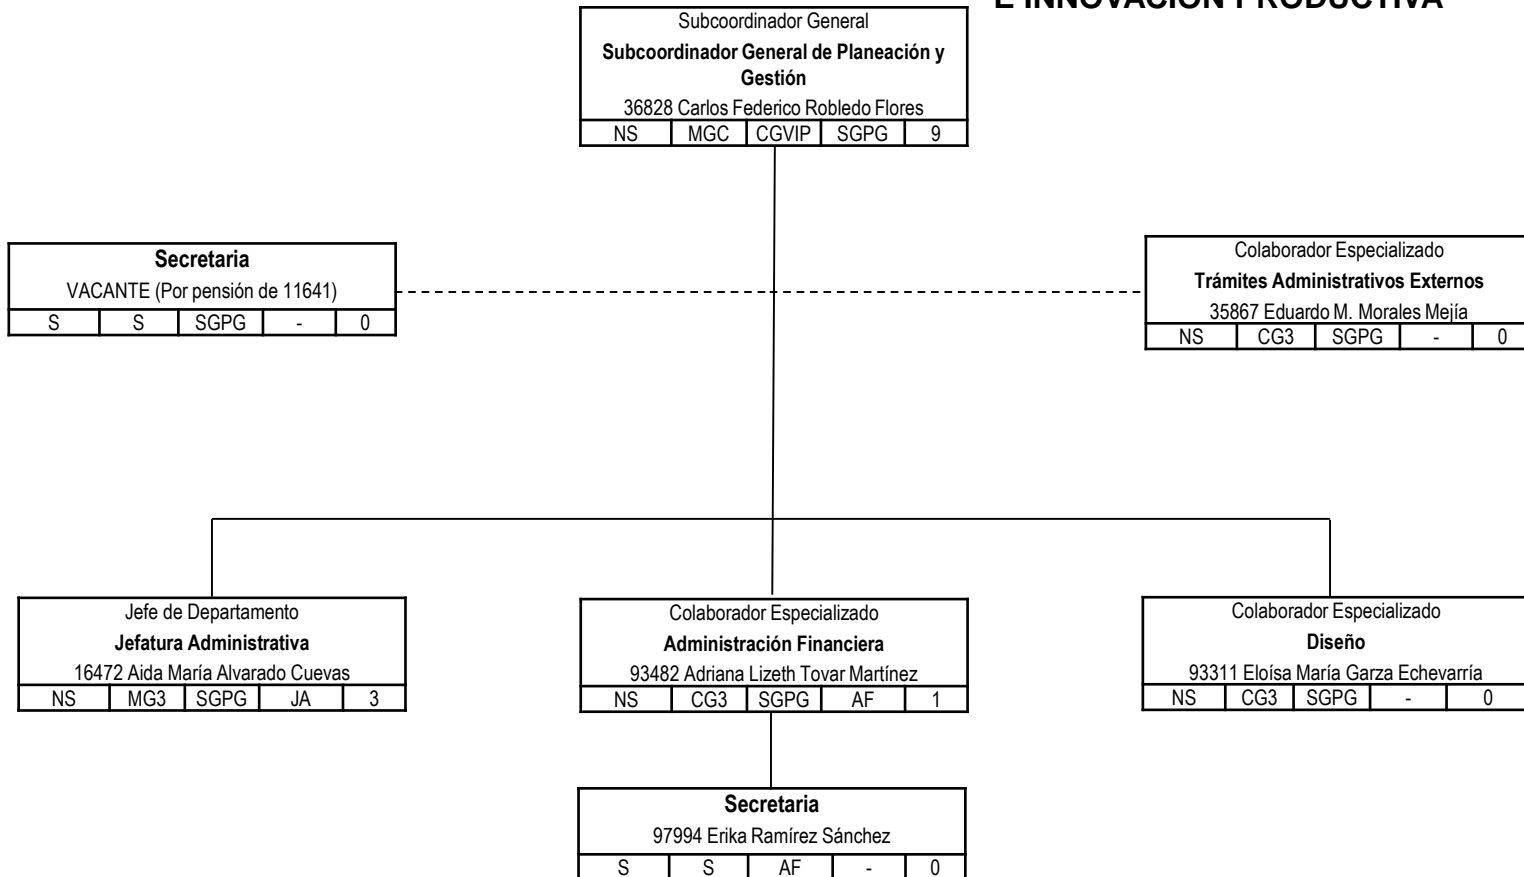 E INNOVACIÓN PRODUCTIVA
Subcoordinador General
Subcoordinador General de Planeación y
Gestión
36828 Carlos Federico Robledo Flores
NS MGC CGVIP SGPG 9
Secretaria
VACANTE (Por pensión de 11641)
S S SGPG - 0
Colaborador Especializado
Trámites Administrativos Externos
35867 Eduardo M. Morales Mejía
NS CG3 SGPG - 0
Jefe de Departamento
Jefatura Administrativa
16472 Aida María Alvarado Cuevas
NS MG3 SGPG JA 3
Colaborador Especializado
Administración Financiera
93482 Adriana Lizeth Tovar Martínez
NS CG3 SGPG AF 1
Colaborador Especializado
Diseño
93311 Eloísa María Garza Echevarría
NS CG3 SGPG - 0
Secretaria
97994 Erika Ramírez Sánchez
S S AF - 0